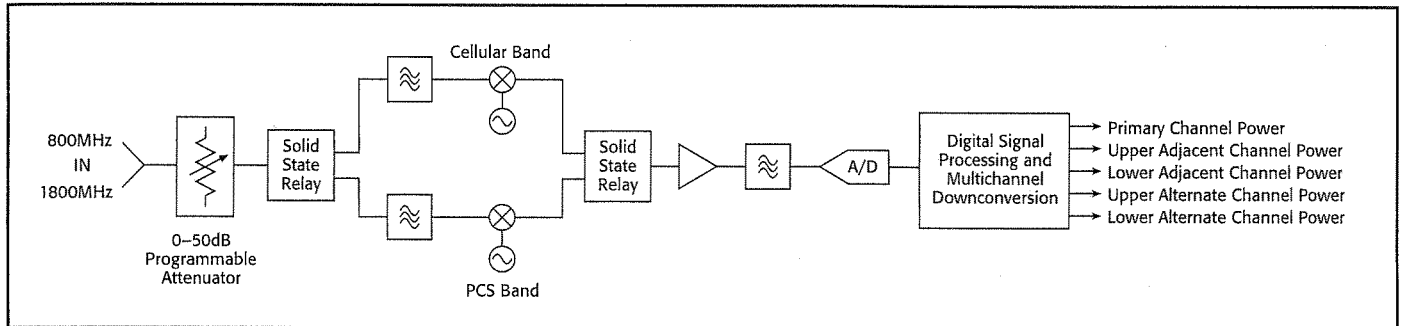 Cellular Band
800MHz
IN
1800MHz
0–50dB
Programmable
Attenuator
Solid
State
Relay
PCS Band
Solid
State
Relay
A/D
Digital Signal
Processing and
Multichannel
Downconversion
Primary Channel Power
Upper Adjacent Channel Power
Lower Adjacent Channel Power
Upper Alternate Channel Power
Lower Alternate Channel Power